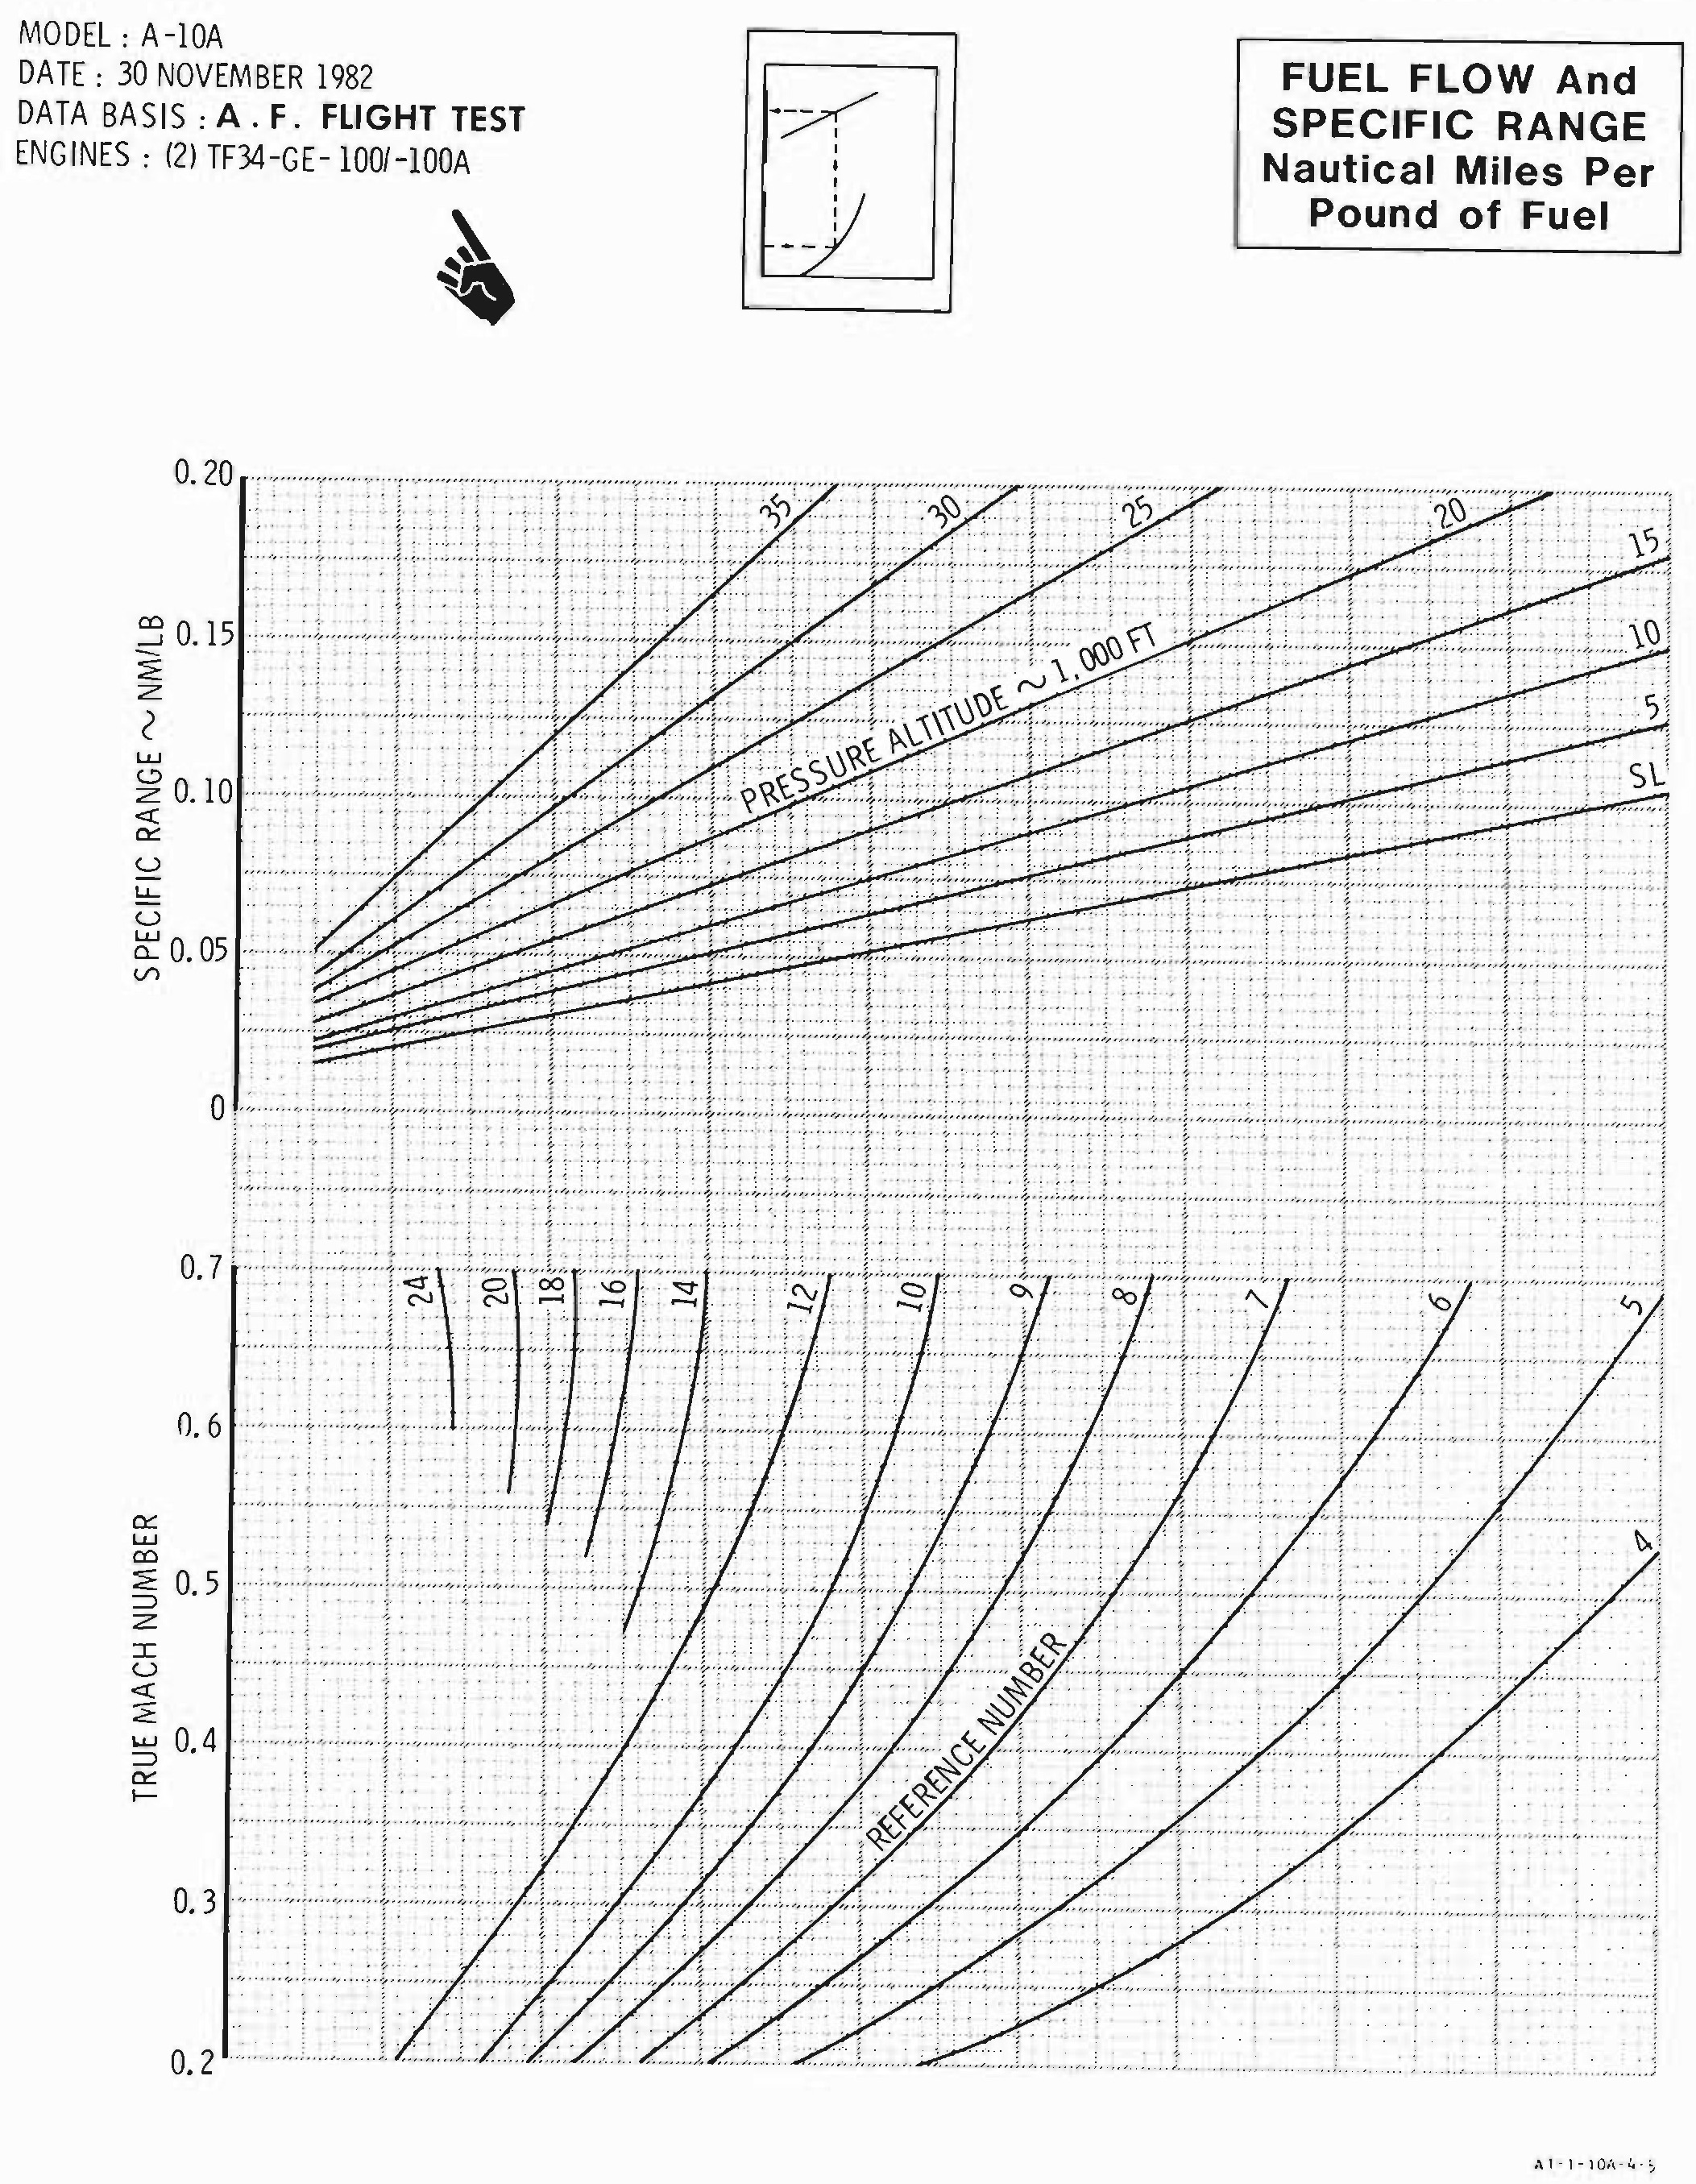 MODEL : A-10A
DATE : 30 NOVEMBER 1982
DATA BASIS : A . F. FLIGHT TEST
ENGINES : (2) TF34-GE-100/-100A
FUEL FLOW And
SPECIFIC RANGE
Nautical Miles Per
Pound of Fuel
SPECIFIC RANGE ~ NM/LB
0.20
0.15
0.10
0.05
0
35
30
25
20
15
10
5
SL
PRESSURE ALTITUDE ~ 1,000 FT
TRUE MACH NUMBER
0.7
0.6
0.5
0.4
0.3
0.2
24
20
18
16
14
12
10
9
8
7
6
5
4
REFERENCE NUMBER
A1-1-10A-4-5